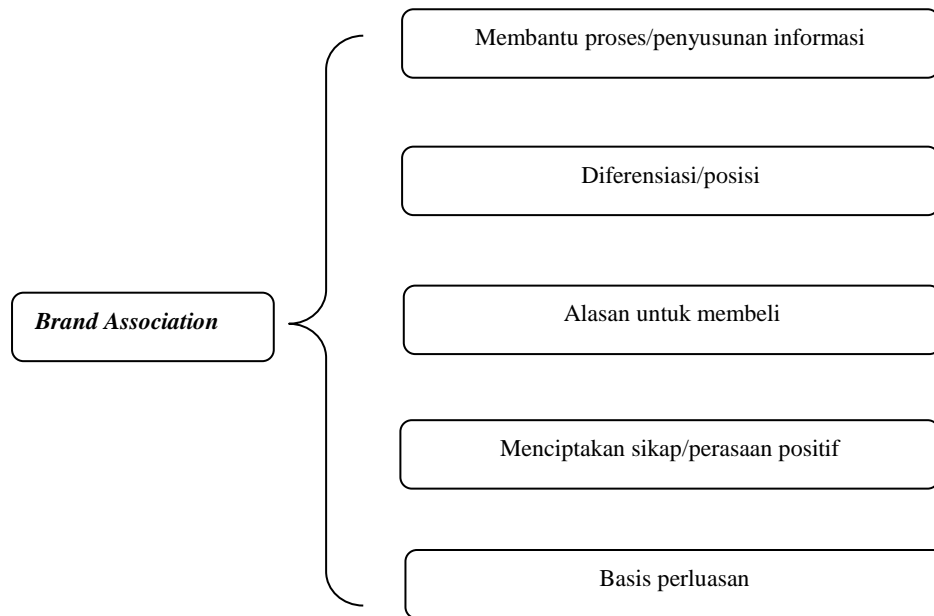 Membantu proses/penyusunan informasi
Diferensiasi/posisi
Brand Association
Alasan untuk membeli
Menciptakan sikap/perasaan positif
Basis perluasan